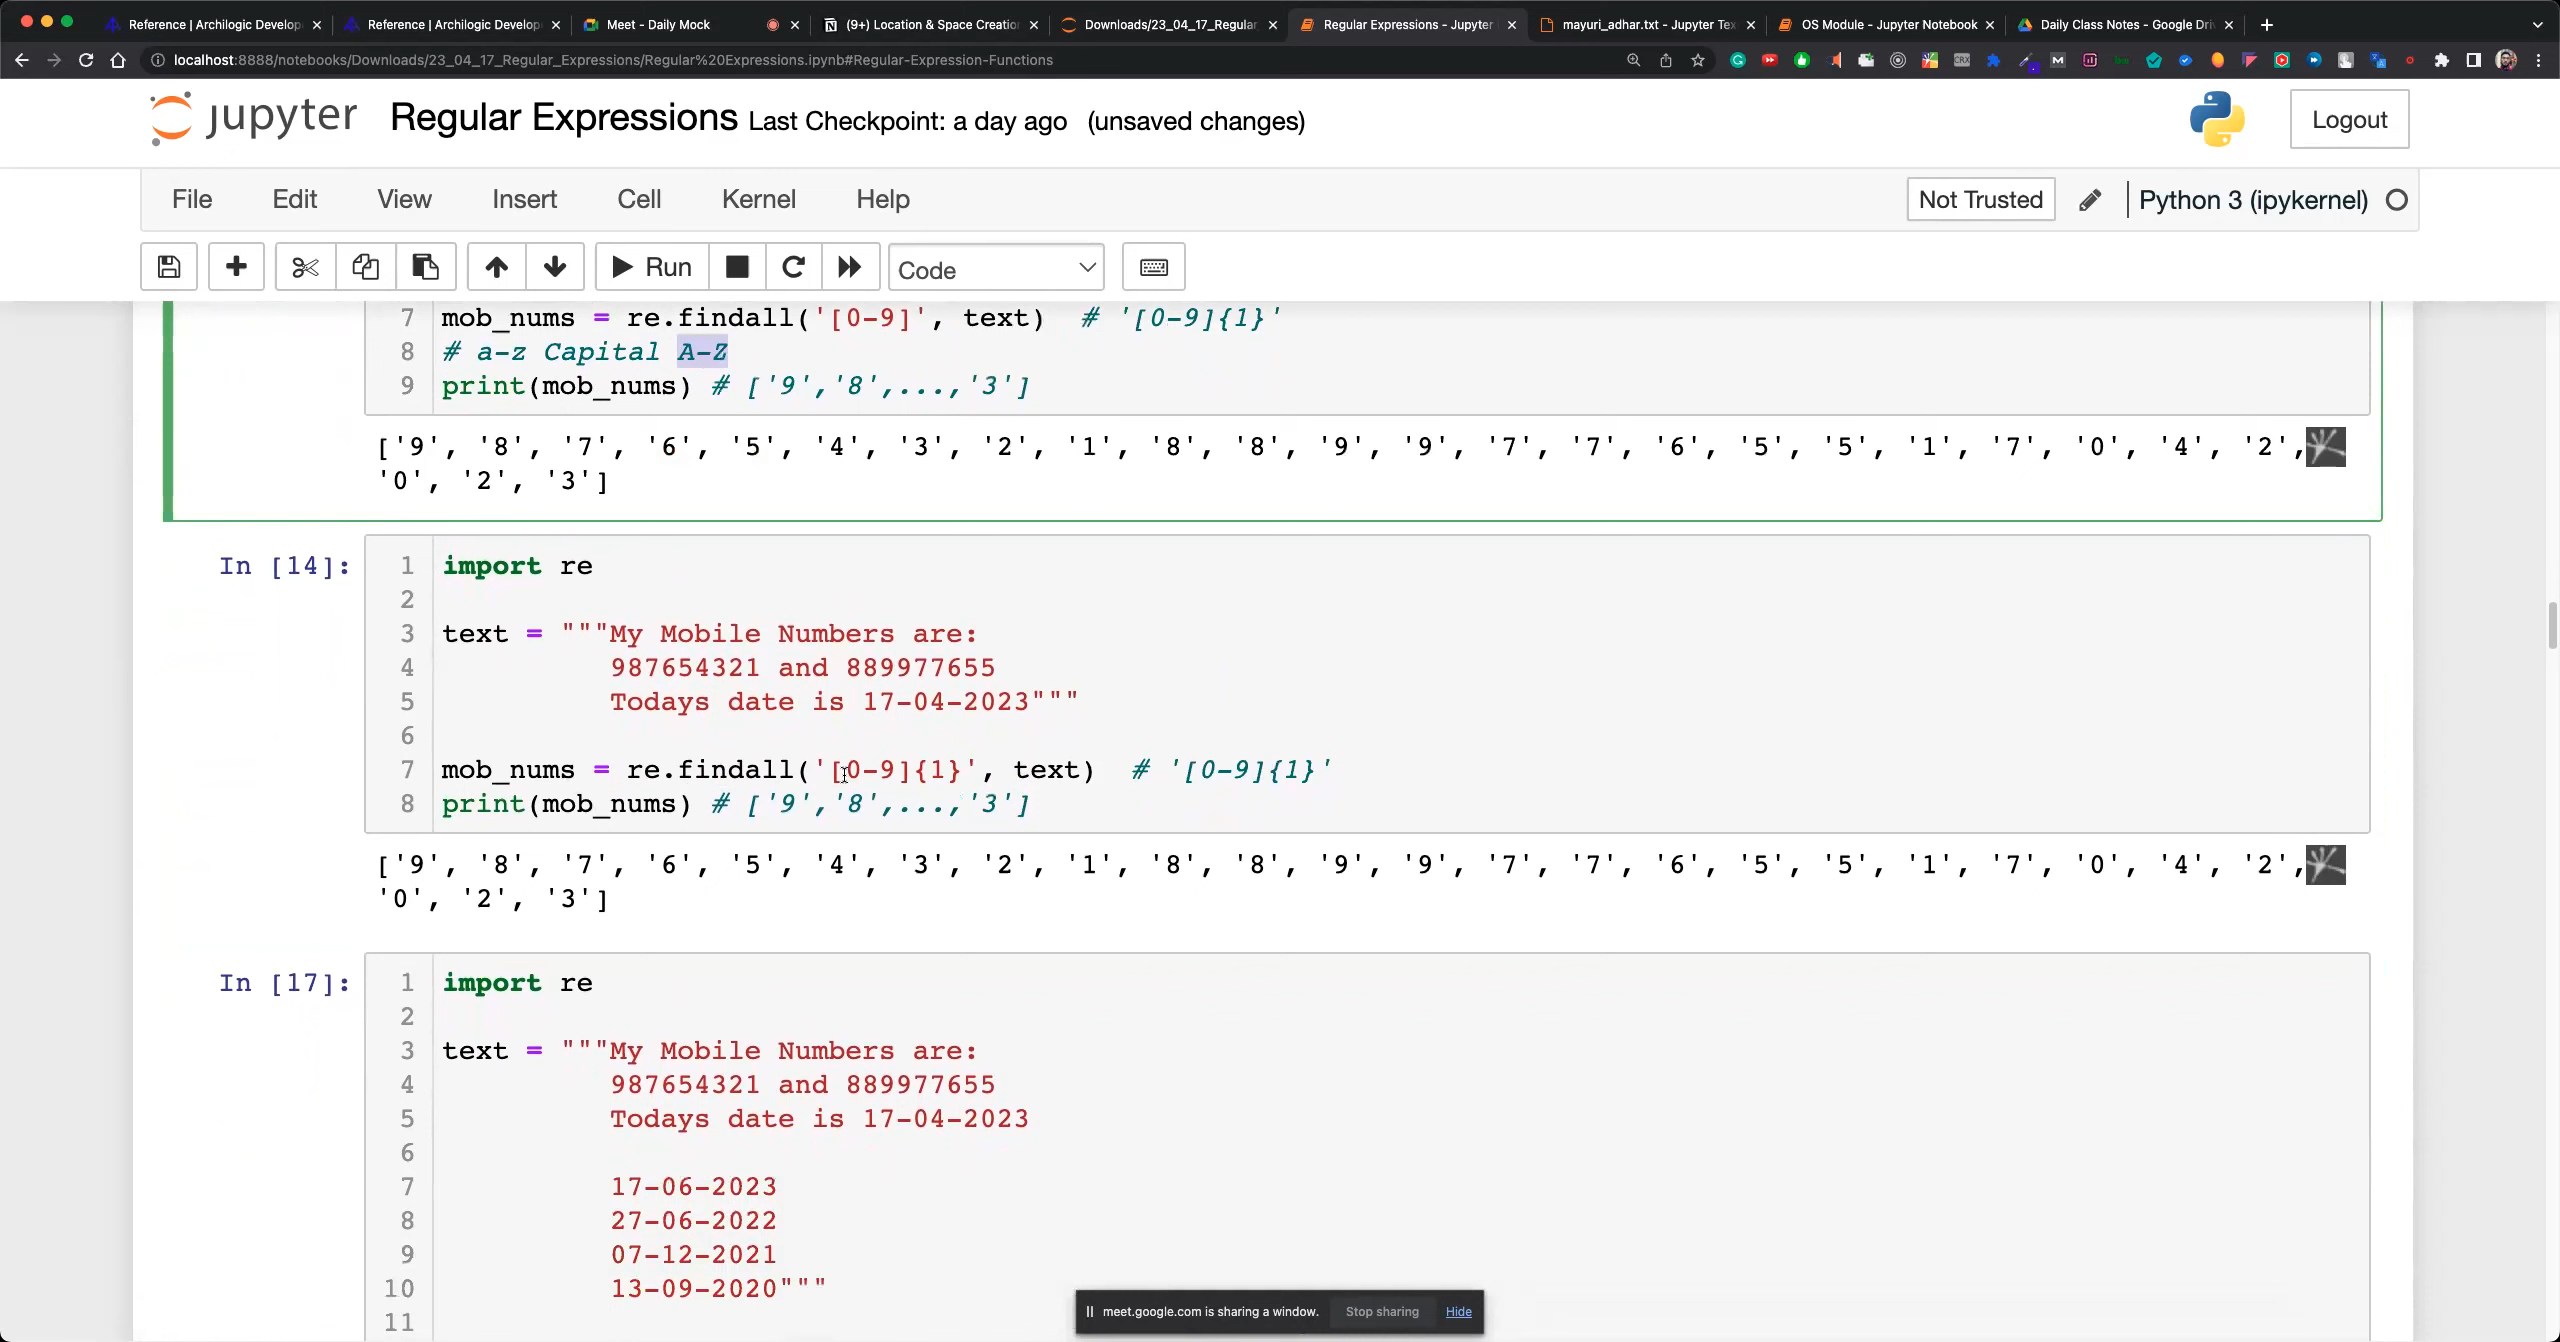 Reference | Archilogic Develop
Reference | Archilogic Develop
Meet - Daily Mock
(9+) Location & Space Creation
Downloads/23_04_17_Regular
Regular Expressions - Jupyter
mayuri_adhar.txt - Jupyter Tex
OS Module - Jupyter Notebook
Daily Class Notes - Google Driv
localhost:8888/notebooks/Downloads/23_04_17_Regular_Expressions/Regular%20Expressions.ipynb#Regular-Expression-Functions
jupyter Regular Expressions Last Checkpoint: a day ago (unsaved changes)
Logout
File Edit View Insert Cell Kernel Help
Not Trusted
Python 3 (ipykernel)
Run
Code
7 mob_nums = re.findall('[0-9]', text) # '[0-9]{1}'
8 # a-z Capital A-Z
9 print(mob_nums) # ['9','8',...,'3']
['9', '8', '7', '6', '5', '4', '3', '2', '1', '8', '8', '9', '9', '7', '7', '6', '5', '5', '1', '7', '0', '4', '2',
'0', '2', '3']
In [14]:
1 import re
2
3 text = """My Mobile Numbers are:
4 987654321 and 889977655
5 Todays date is 17-04-2023"""
6
7 mob_nums = re.findall('[0-9]{1}', text) # '[0-9]{1}'
8 print(mob_nums) # ['9','8',...,'3']
['9', '8', '7', '6', '5', '4', '3', '2', '1', '8', '8', '9', '9', '7', '7', '6', '5', '5', '1', '7', '0', '4', '2',
'0', '2', '3']
In [17]:
1 import re
2
3 text = """My Mobile Numbers are:
4 987654321 and 889977655
5 Todays date is 17-04-2023
6
7 17-06-2023
8 27-06-2022
9 07-12-2021
10 13-09-2020"""
11
meet.google.com is sharing a window. Stop sharing Hide